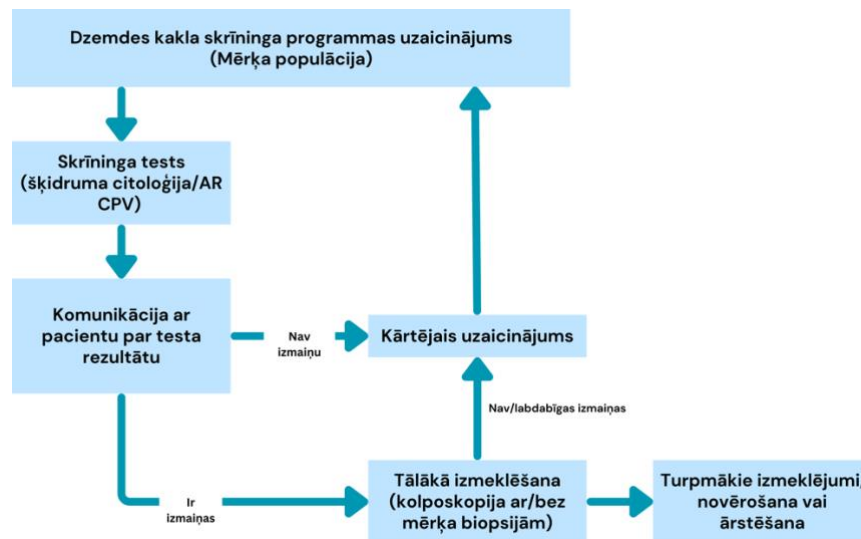 Dzemdes kakla skrīninga programmas uzaicinājums
(Mērķa populācija)
Skrīninga tests
(šķidruma citoloģija/AR
CPV)
Komunikācija ar
pacientu par testa
rezultātu
Nav
izmaiņu
Kārtējais uzaicinājums
Nav/labdabīgas izmaiņas
Ir
izmaiņas
Tālākā izmeklēšana
(kolposkopija ar/bez
mērķa biopsijām)
Turpmākie izmeklējumi,
novērošana vai
ārstēšana